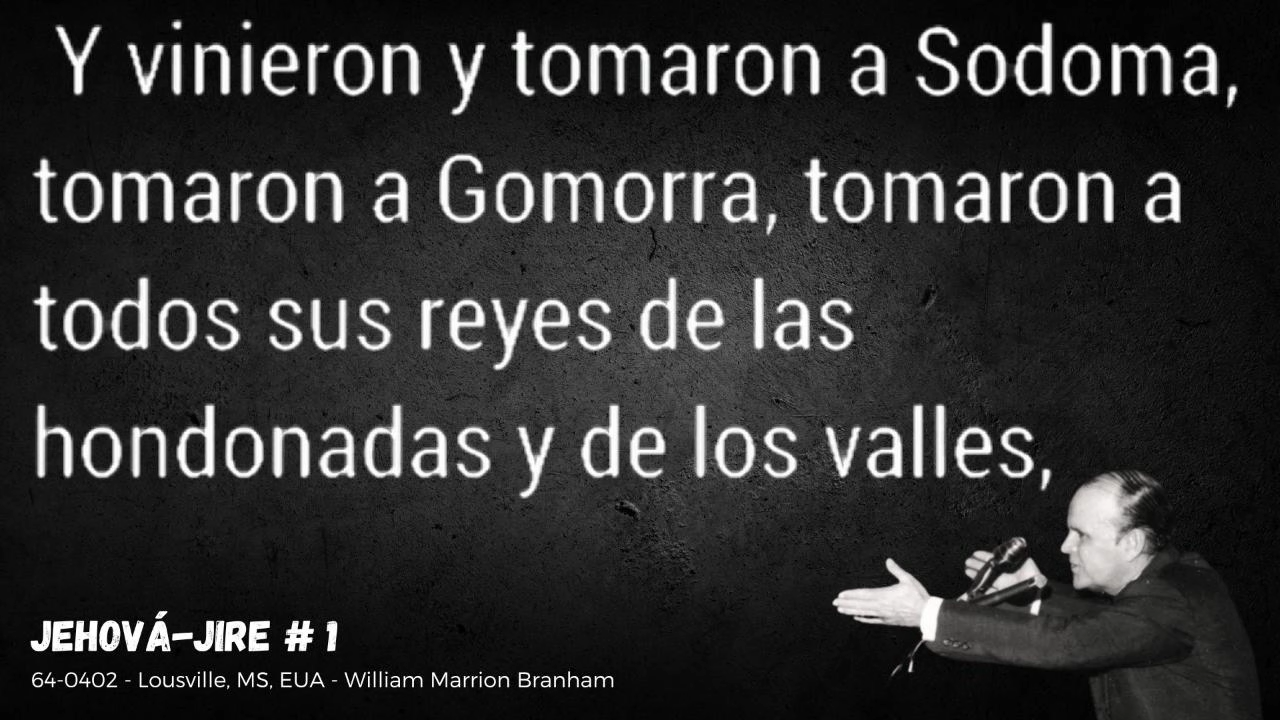 Y vinieron y tomaron a Sodoma,
tomaron a Gomorra, tomaron a
todos sus reyes de las
hondonadas y de los valles,
JEHOVÁ-JIRE # 1
64-0402 - Lousville, MS, EUA - William Marrion Branham